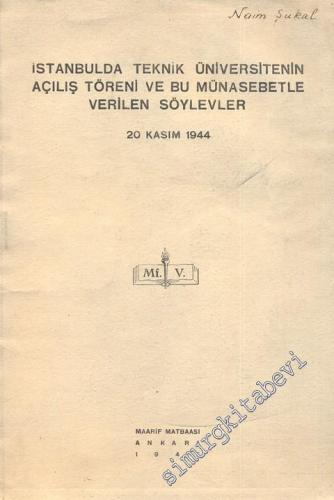 Naim Şukal
İSTANBULDA TEKNİK ÜNİVERSİTENİN
AÇILIŞ TÖRENİ VE BU MÜNASEBETLE
VERİLEN SÖYLEVLER
20 KASIM 1944
Mf. V.
MAARİF MATBAASI
ANKARA
simurgkitabevi.com